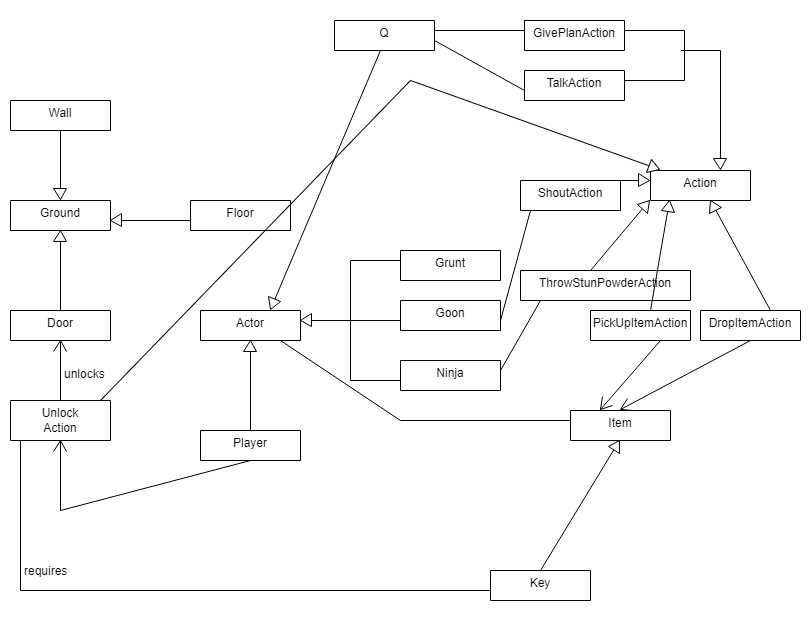 Q
GivePlanAction
TalkAction
Wall
Action
ShoutAction
Ground
Floor
Grunt
ThrowStunPowderAction
Goon
Door
Actor
PickUpItemAction
DropItemAction
unlocks
Ninja
Unlock
Action
Item
Player
requires
Key